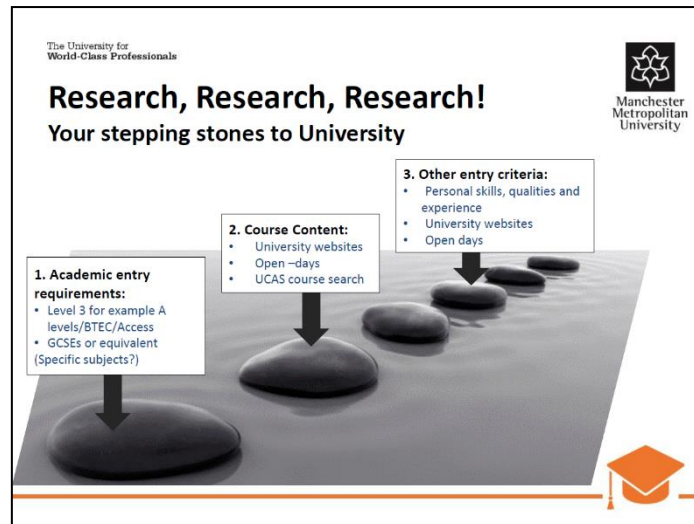 The University for
World-Class Professionals
Manchester
Metropolitan
University
Research, Research, Research!
Your stepping stones to University
1. Academic entry
requirements:
• Level 3 for example A
levels/BTEC/Access
• GCSEs or equivalent
(Specific subjects?)
2. Course Content:
• University websites
• Open –days
• UCAS course search
3. Other entry criteria:
• Personal skills, qualities and
experience
• University websites
• Open days